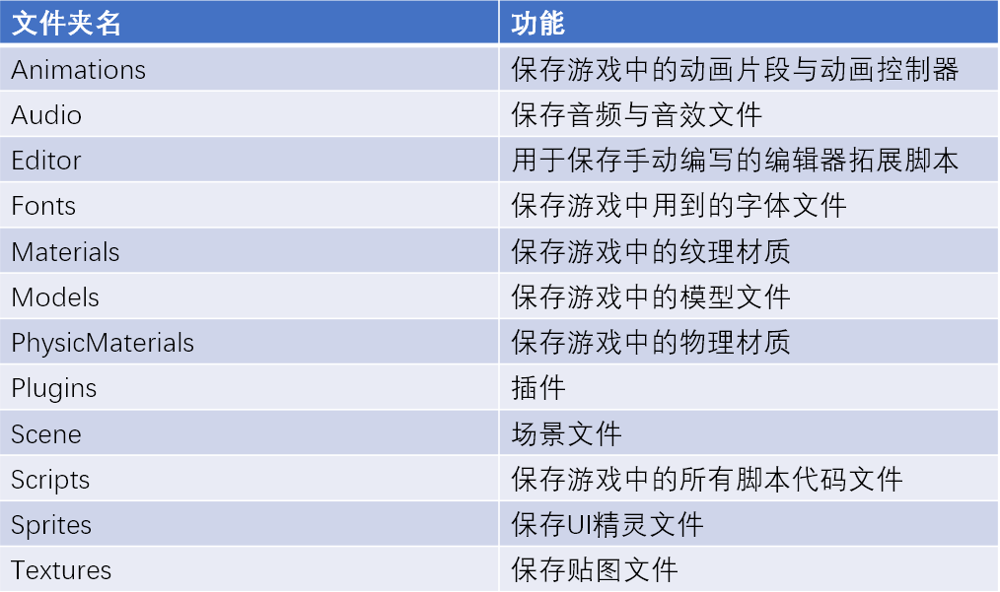 文件夹名 功能
Animations 保存游戏中的动画片段与动画控制器
Audio 保存音频与音效文件
Editor 用于保存手动编写的编辑器拓展脚本
Fonts 保存游戏中用到的字体文件
Materials 保存游戏中的纹理材质
Models 保存游戏中的模型文件
PhysicMaterials 保存游戏中的物理材质
Plugins 插件
Scene 场景文件
Scripts 保存游戏中的所有脚本代码文件
Sprites 保存UI精灵文件
Textures 保存贴图文件